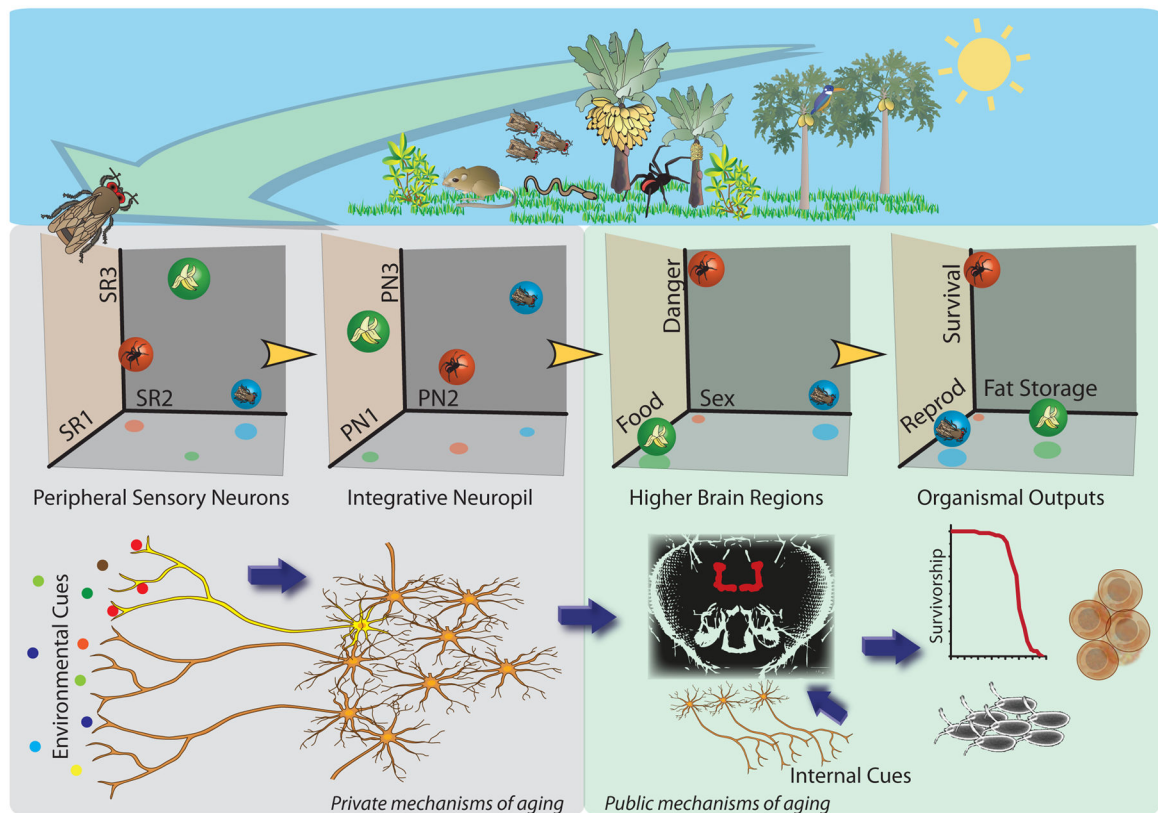 SR3
SR2
SR1
PN3
PN2
PN1
Danger
Sex
Food
Survival
Fat Storage
Reprod
Peripheral Sensory Neurons
Integrative Neuropil
Higher Brain Regions
Organismal Outputs
Environmental Cues
Survivorship
Internal Cues
Private mechanisms of aging
Public mechanisms of aging